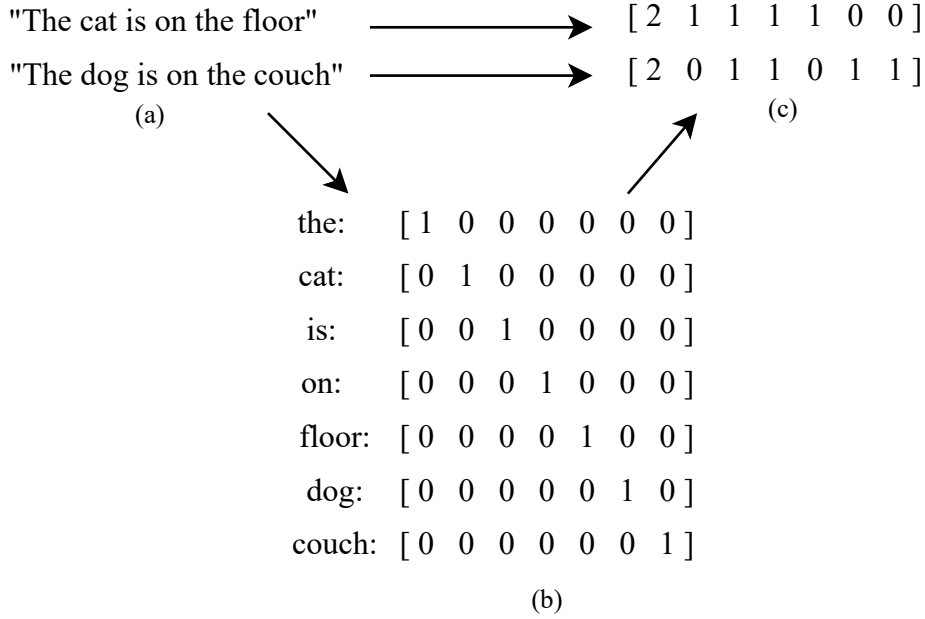 "The cat is on the floor" [ 2 1 1 1 1 0 0 ]
"The dog is on the couch" [ 2 0 1 1 0 1 1 ]
(a) (c)
the: [ 1 0 0 0 0 0 0 ]
cat: [ 0 1 0 0 0 0 0 ]
is: [ 0 0 1 0 0 0 0 ]
on: [ 0 0 0 1 0 0 0 ]
floor: [ 0 0 0 0 1 0 0 ]
dog: [ 0 0 0 0 0 1 0 ]
couch: [ 0 0 0 0 0 0 1 ]
(b)